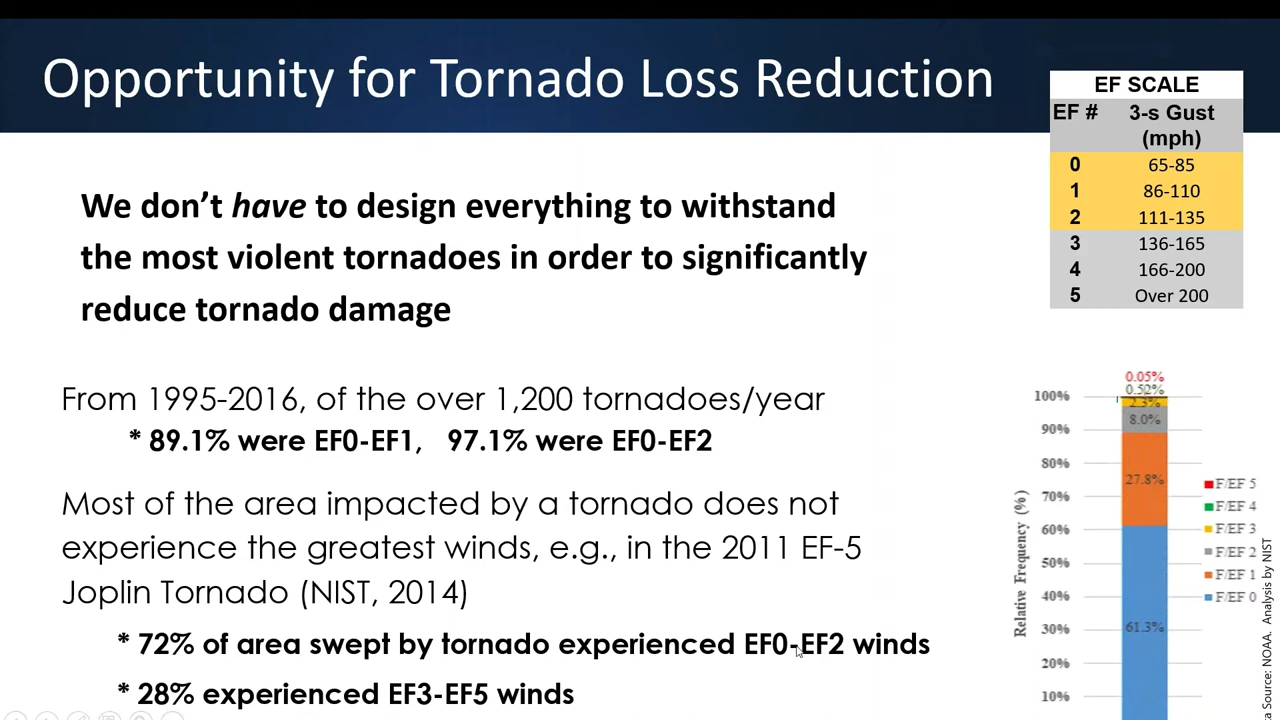 Opportunity for Tornado Loss Reduction
EF SCALE
EF # 3-s Gust
(mph)
0 65-85
1 86-110
2 111-135
3 136-165
4 166-200
5 Over 200
We don't have to design everything to withstand
the most violent tornadoes in order to significantly
reduce tornado damage
From 1995-2016, of the over 1,200 tornadoes/year
* 89.1% were EF0-EF1, 97.1% were EF0-EF2
Most of the area impacted by a tornado does not
experience the greatest winds, e.g., in the 2011 EF-5
Joplin Tornado (NIST, 2014)
* 72% of area swept by tornado experienced EF0-EF2 winds
* 28% experienced EF3-EF5 winds
0.05%
0.52%
2.3%
8.0%
27.8%
61.3%
100%
90%
80%
70%
60%
50%
40%
30%
20%
10%
Relative Frequency (%)
F/EF 5
F/EF 4
F/EF 3
F/EF 2
F/EF 1
F/EF 0
a Source: NOAA. Analysis by NIST